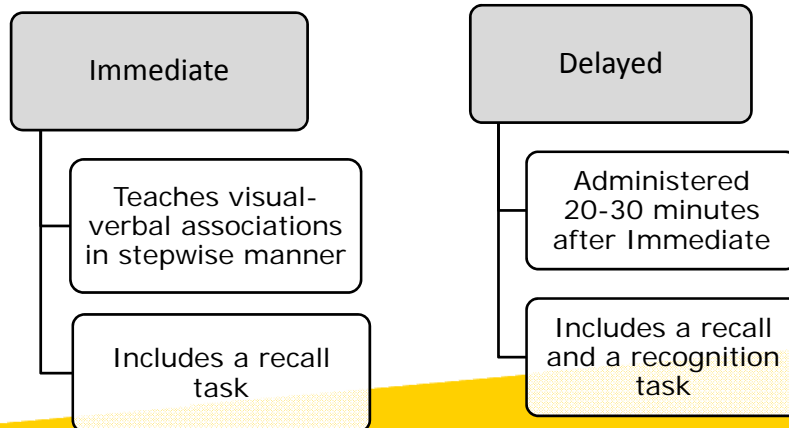 Immediate
Teaches visual-
verbal associations
in stepwise manner
Includes a recall
task
Delayed
Administered
20-30 minutes
after Immediate
Includes a recall
and a recognition
task